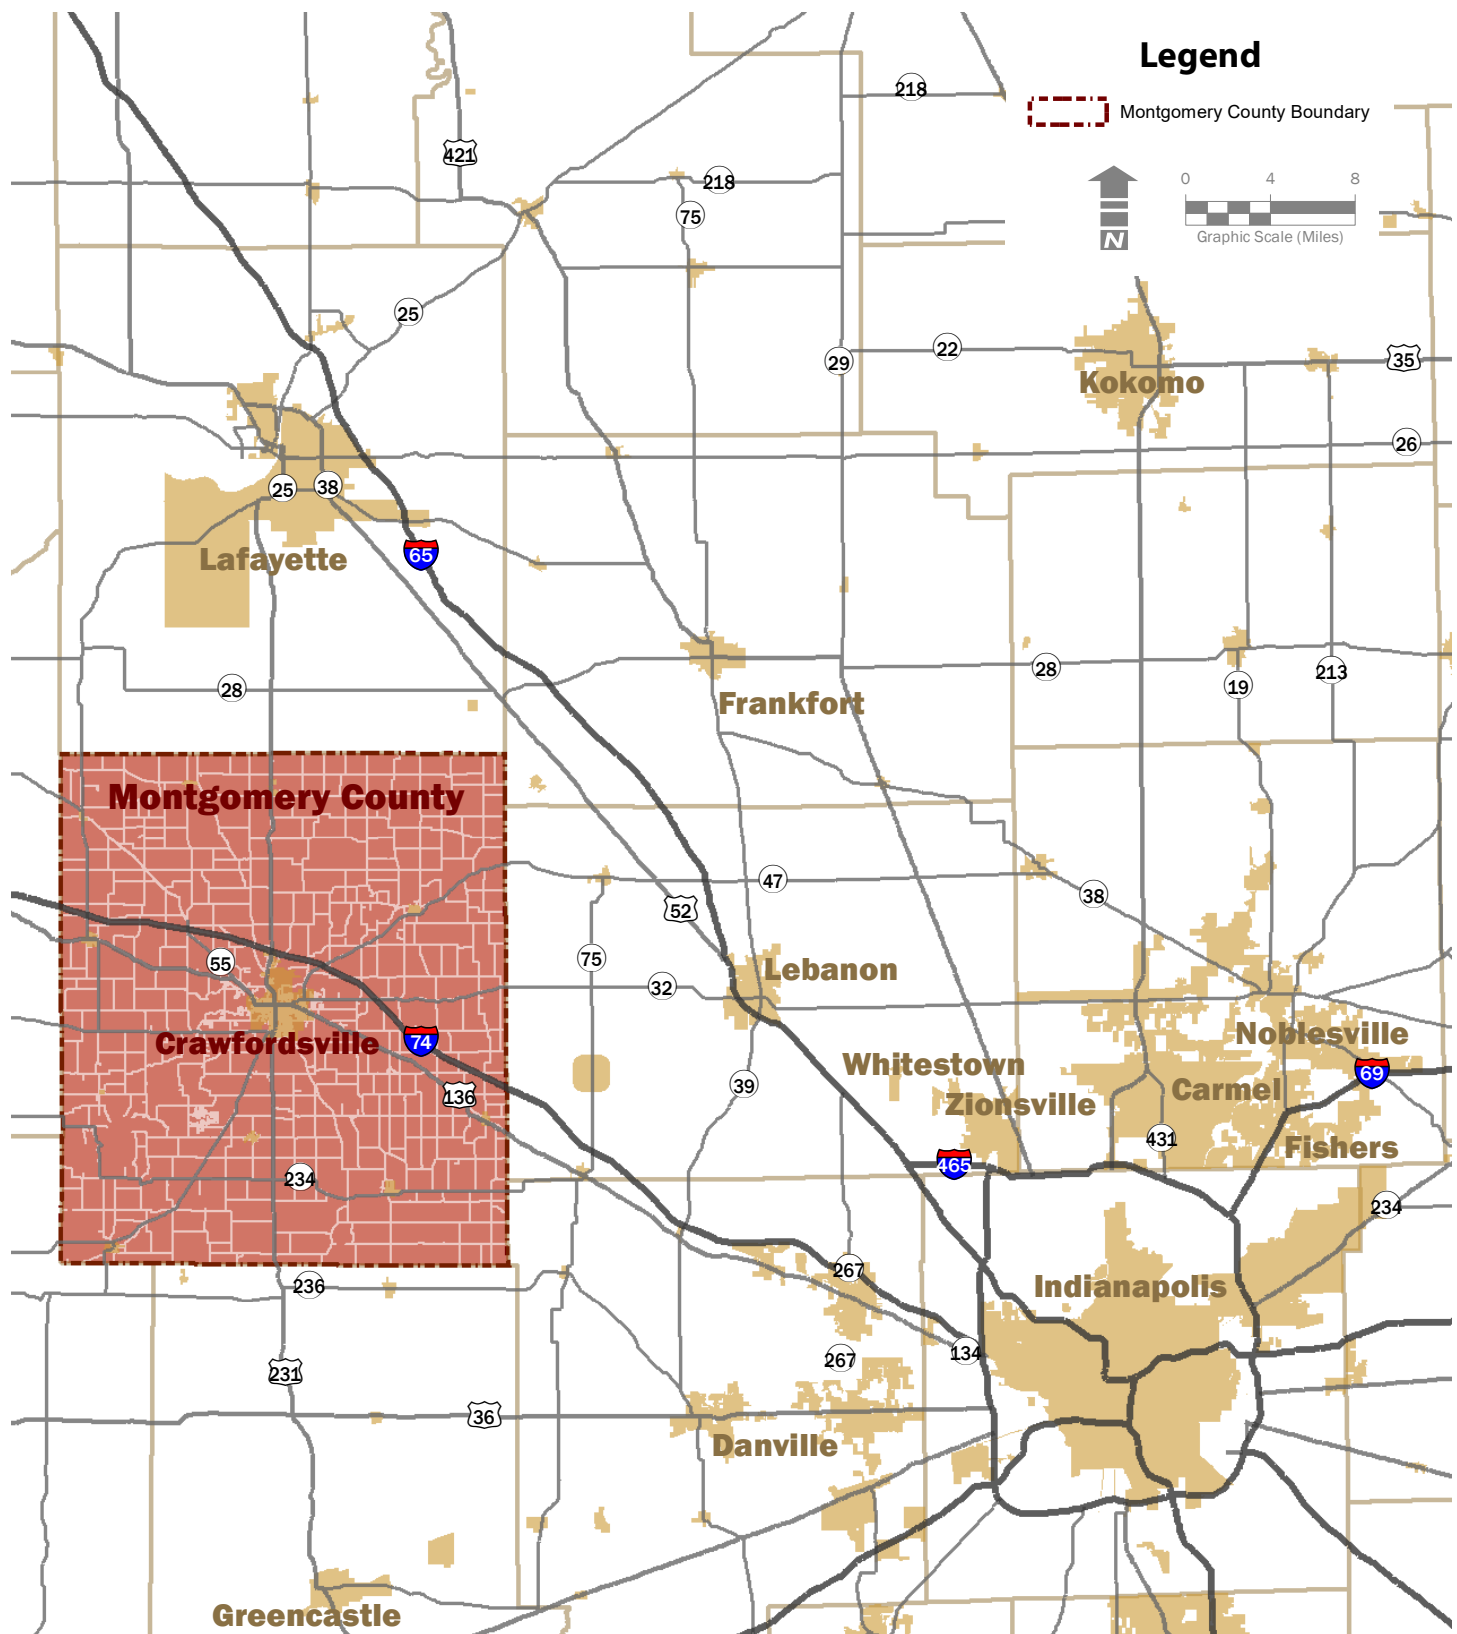 Legend
218
Montgomery County Boundary
421
0 4 8
218
75
Graphic Scale (Miles)
N
25
29
22
35
Kokomo
26
25
38
65
Lafayette
28
28
19
213
Frankfort
Montgomery County
47
38
52
55
75
32
Lebanon
Crawfordsville
74
Noblesville
Whitestown
69
39
136
Zionsville
Carmel
431
Fishers
465
234
234
267
236
Indianapolis
134
267
231
36
Danville
Greencastle